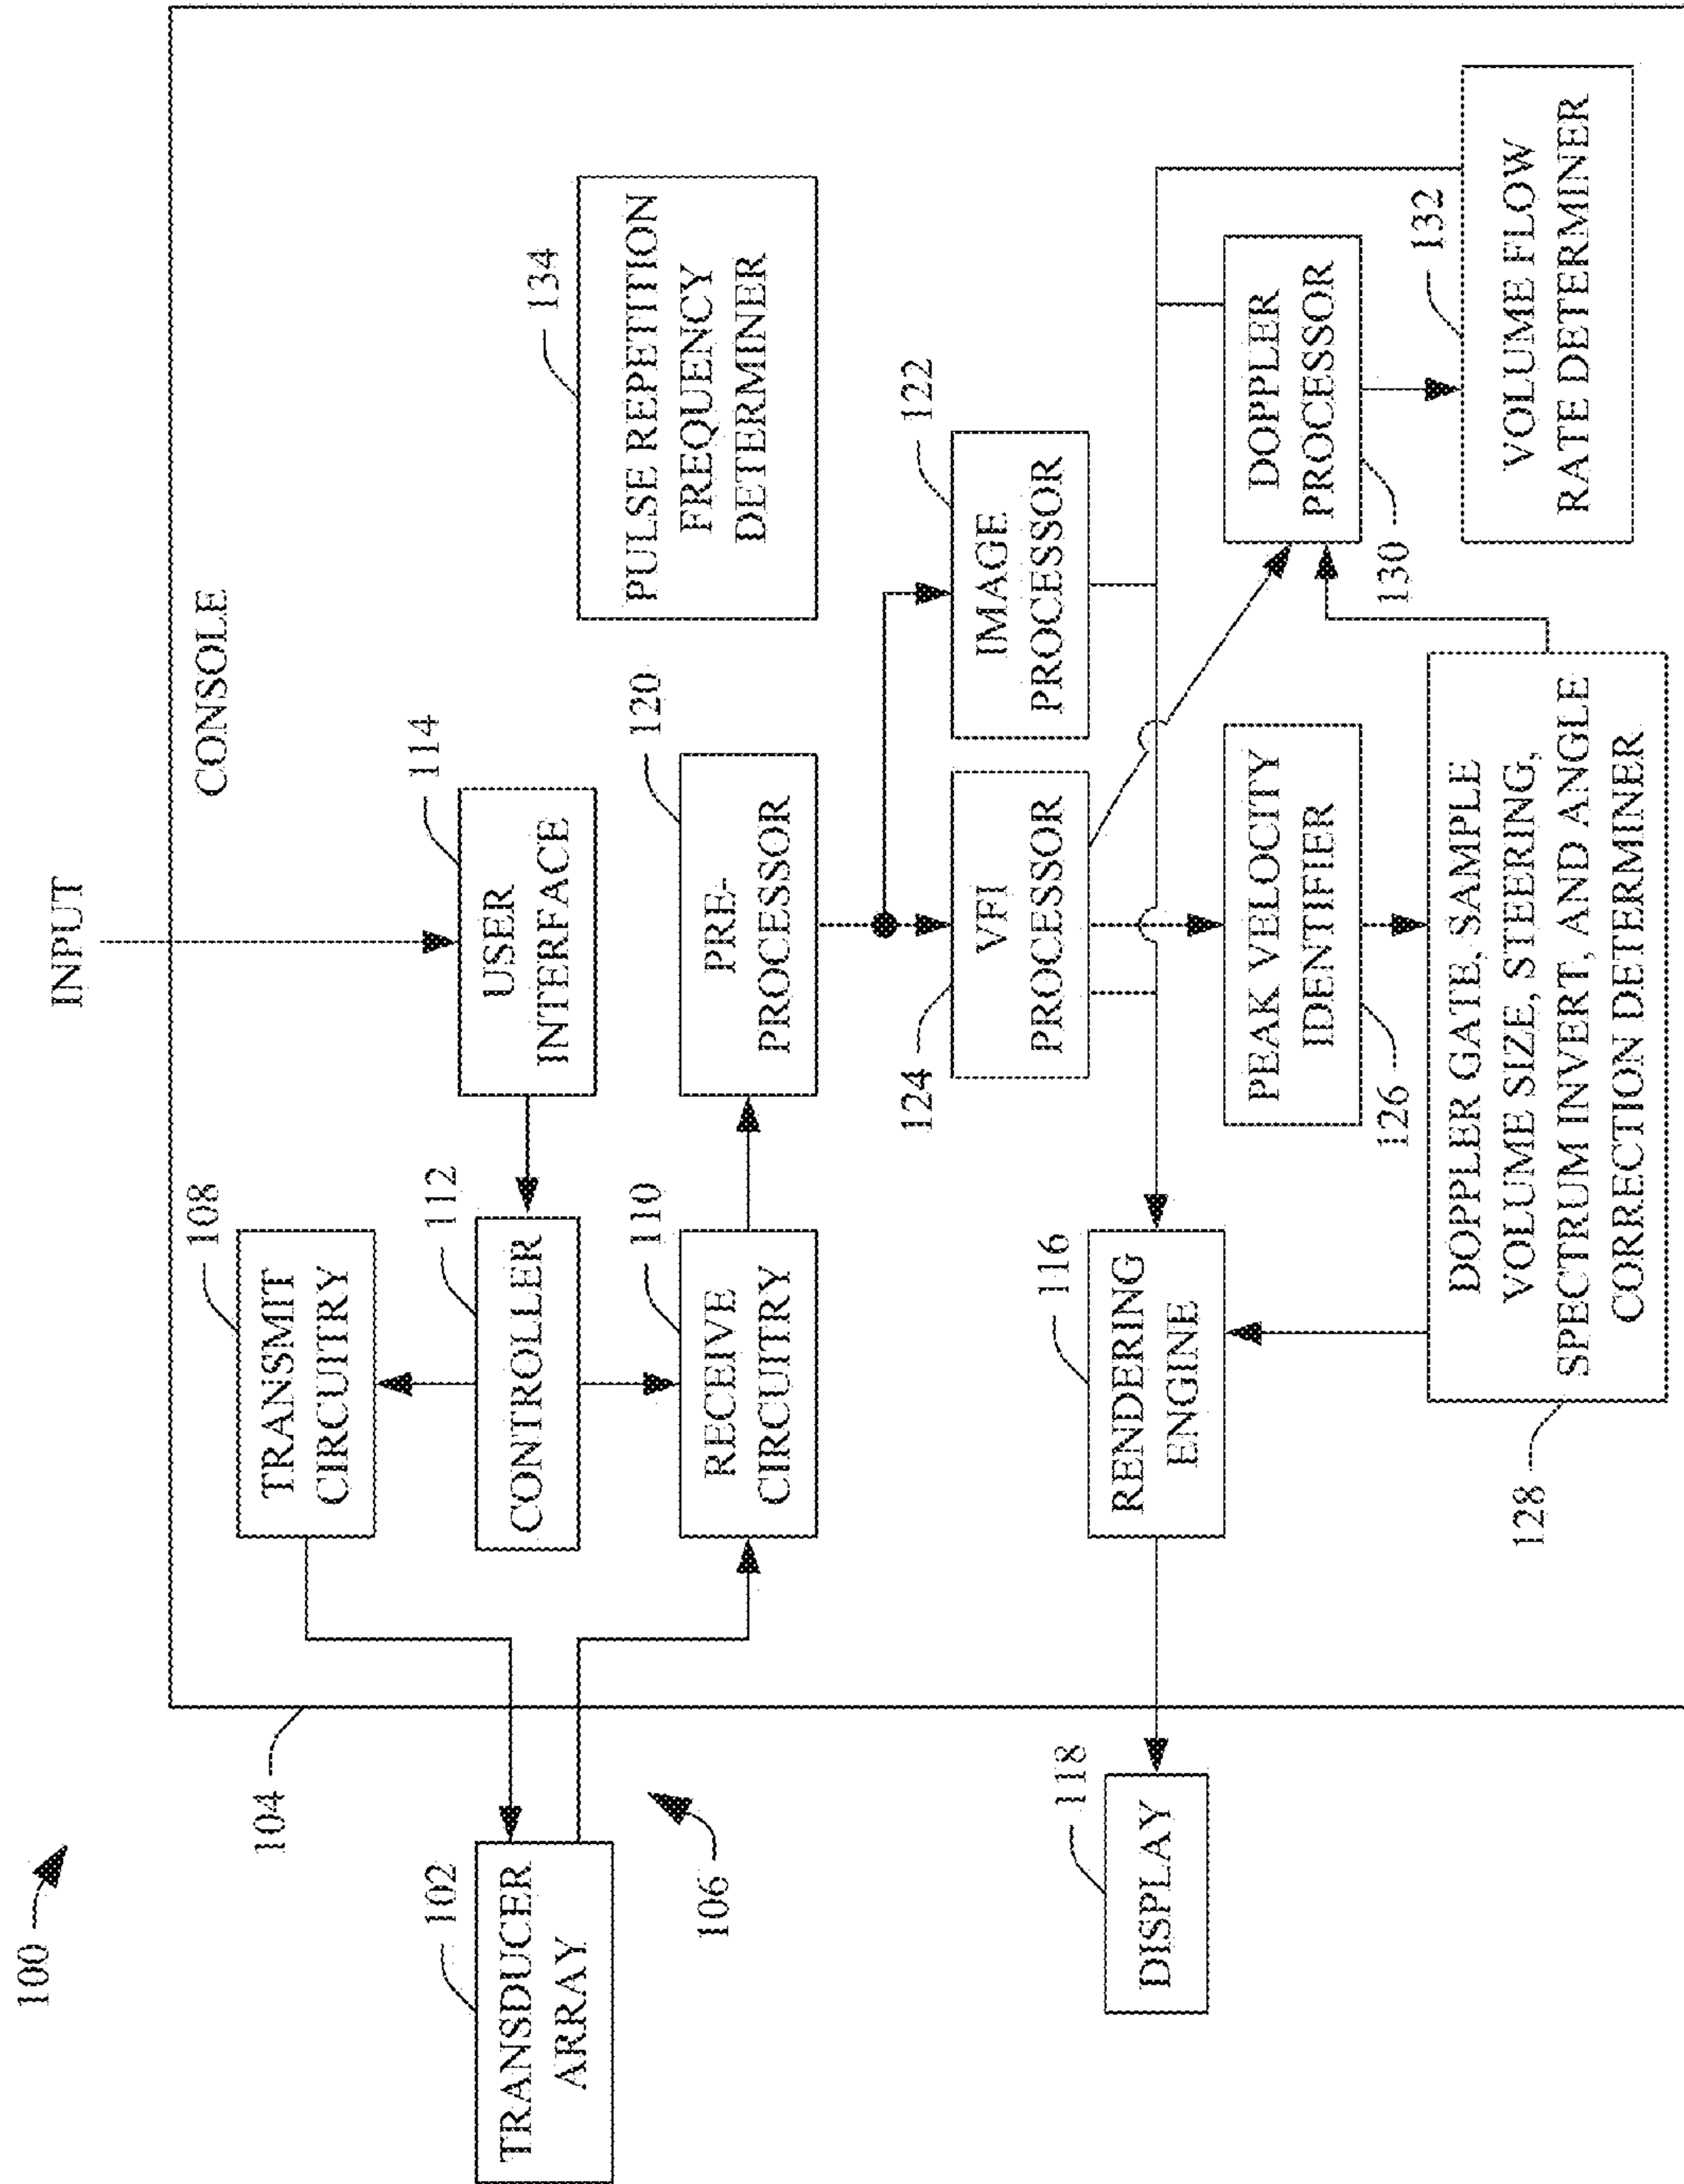 100
INPUT
104
CONSOLE
102
TRANSDUCER
ARRAY
106
108
TRANSMIT
CIRCUITRY
112
CONTROLLER
114
USER
INTERFACE
110
RECEIVE
CIRCUITRY
120
PRE-
PROCESSOR
134
PULSE REPETITION
FREQUENCY
DETERMINER
124
VFI
PROCESSOR
122
IMAGE
PROCESSOR
118
DISPLAY
116
RENDERING
ENGINE
PEAK VELOCITY
IDENTIFIER
126
DOPPLER
PROCESSOR
130
128
DOPPLER GATE, SAMPLE
VOLUME SIZE, STEERING,
SPECTRUM INVERT, AND ANGLE
CORRECTION DETERMINER
132
VOLUME FLOW
RATE DETERMINER